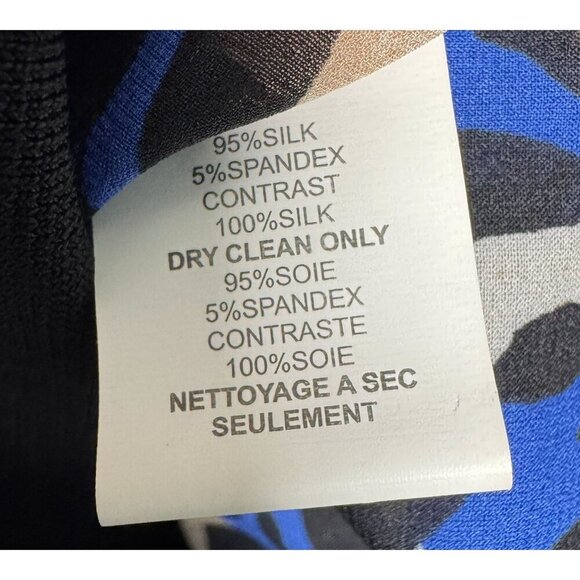 95%SILK
5%SPANDEX
CONTRAST
100%SILK
DRY CLEAN ONLY
95%SOIE
5%SPANDEX
CONTRASTE
100%SOIE
NETTOYAGE A SEC
SEULEMENT